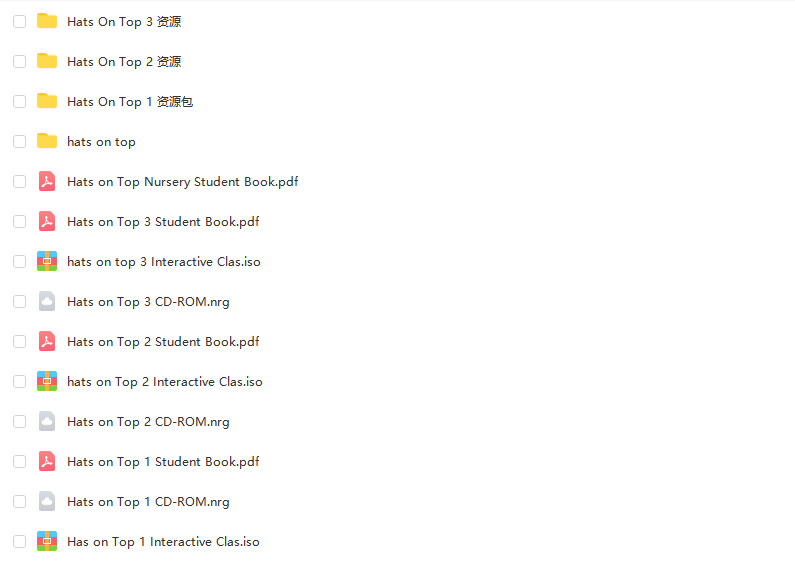 Hats On Top 3 资源
Hats On Top 2 资源
Hats On Top 1 资源包
hats on top
Hats on Top Nursery Student Book.pdf
Hats on Top 3 Student Book.pdf
hats on top 3 Interactive Clas.iso
Hats on Top 3 CD-ROM.nrg
Hats on Top 2 Student Book.pdf
hats on Top 2 Interactive Clas.iso
Hats on Top 2 CD-ROM.nrg
Hats on Top 1 Student Book.pdf
Hats on Top 1 CD-ROM.nrg
Has on Top 1 Interactive Clas.iso